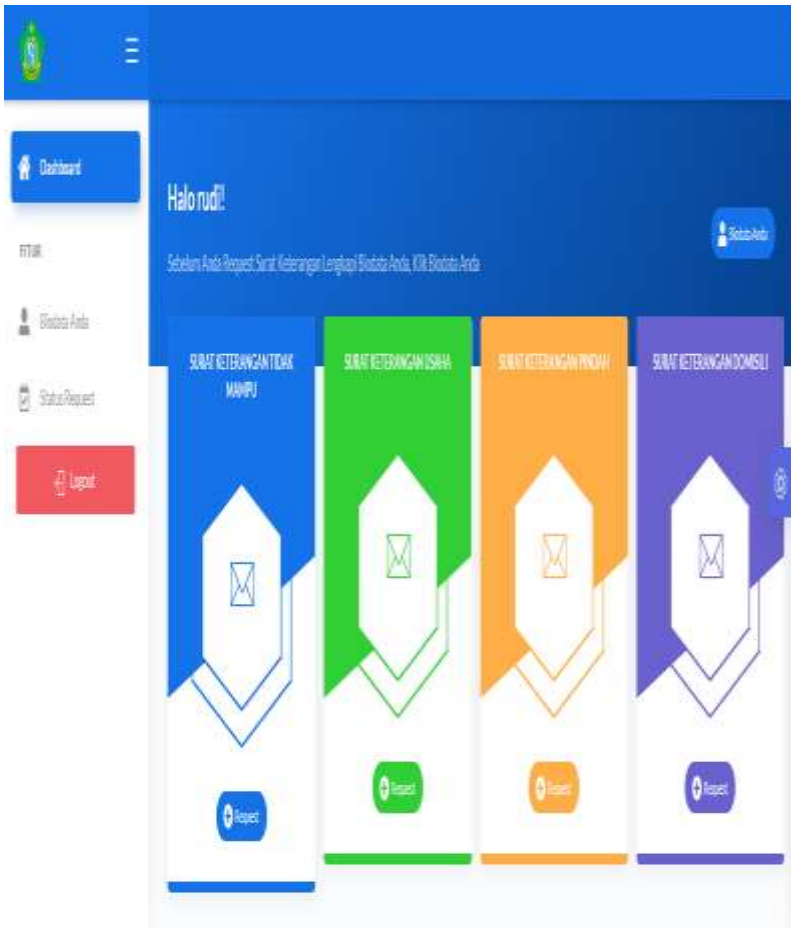 Dashboard
FITUR
Biodata Anda
Status Request
Logout
Halo rudi!
Sebelum Anda Request Surat Keterangan Lengkapi Biodata Anda, Klik Biodata Anda
Biodata Anda
SURAT KETERANGAN TIDAK
MAMPU
Request
SURAT KETERANGAN USAHA
Request
SURAT KETERANGAN PINDAH
Request
SURAT KETERANGAN DOMISILI
Request